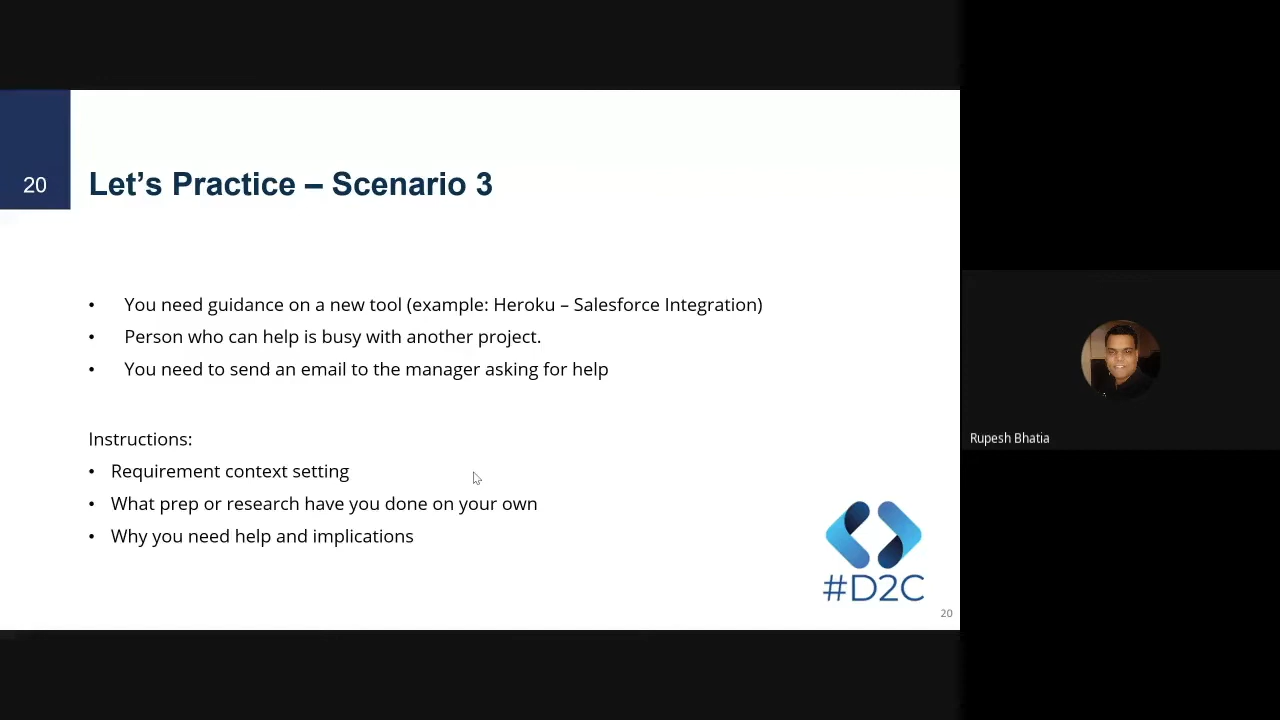 20
Let’s Practice – Scenario 3
• You need guidance on a new tool (example: Heroku – Salesforce Integration)
• Person who can help is busy with another project.
• You need to send an email to the manager asking for help
Instructions:
• Requirement context setting
• What prep or research have you done on your own
• Why you need help and implications
#D2C
20
Rupesh Bhatia